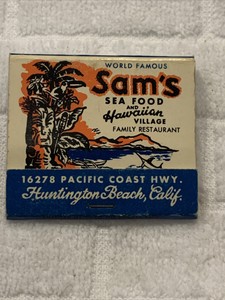 WORLD FAMOUS
Sam's
SEA FOOD
AND
Hawaiian
VILLAGE
FAMILY RESTAURANT
16278 PACIFIC COAST HWY.
Huntington Beach, Calif.